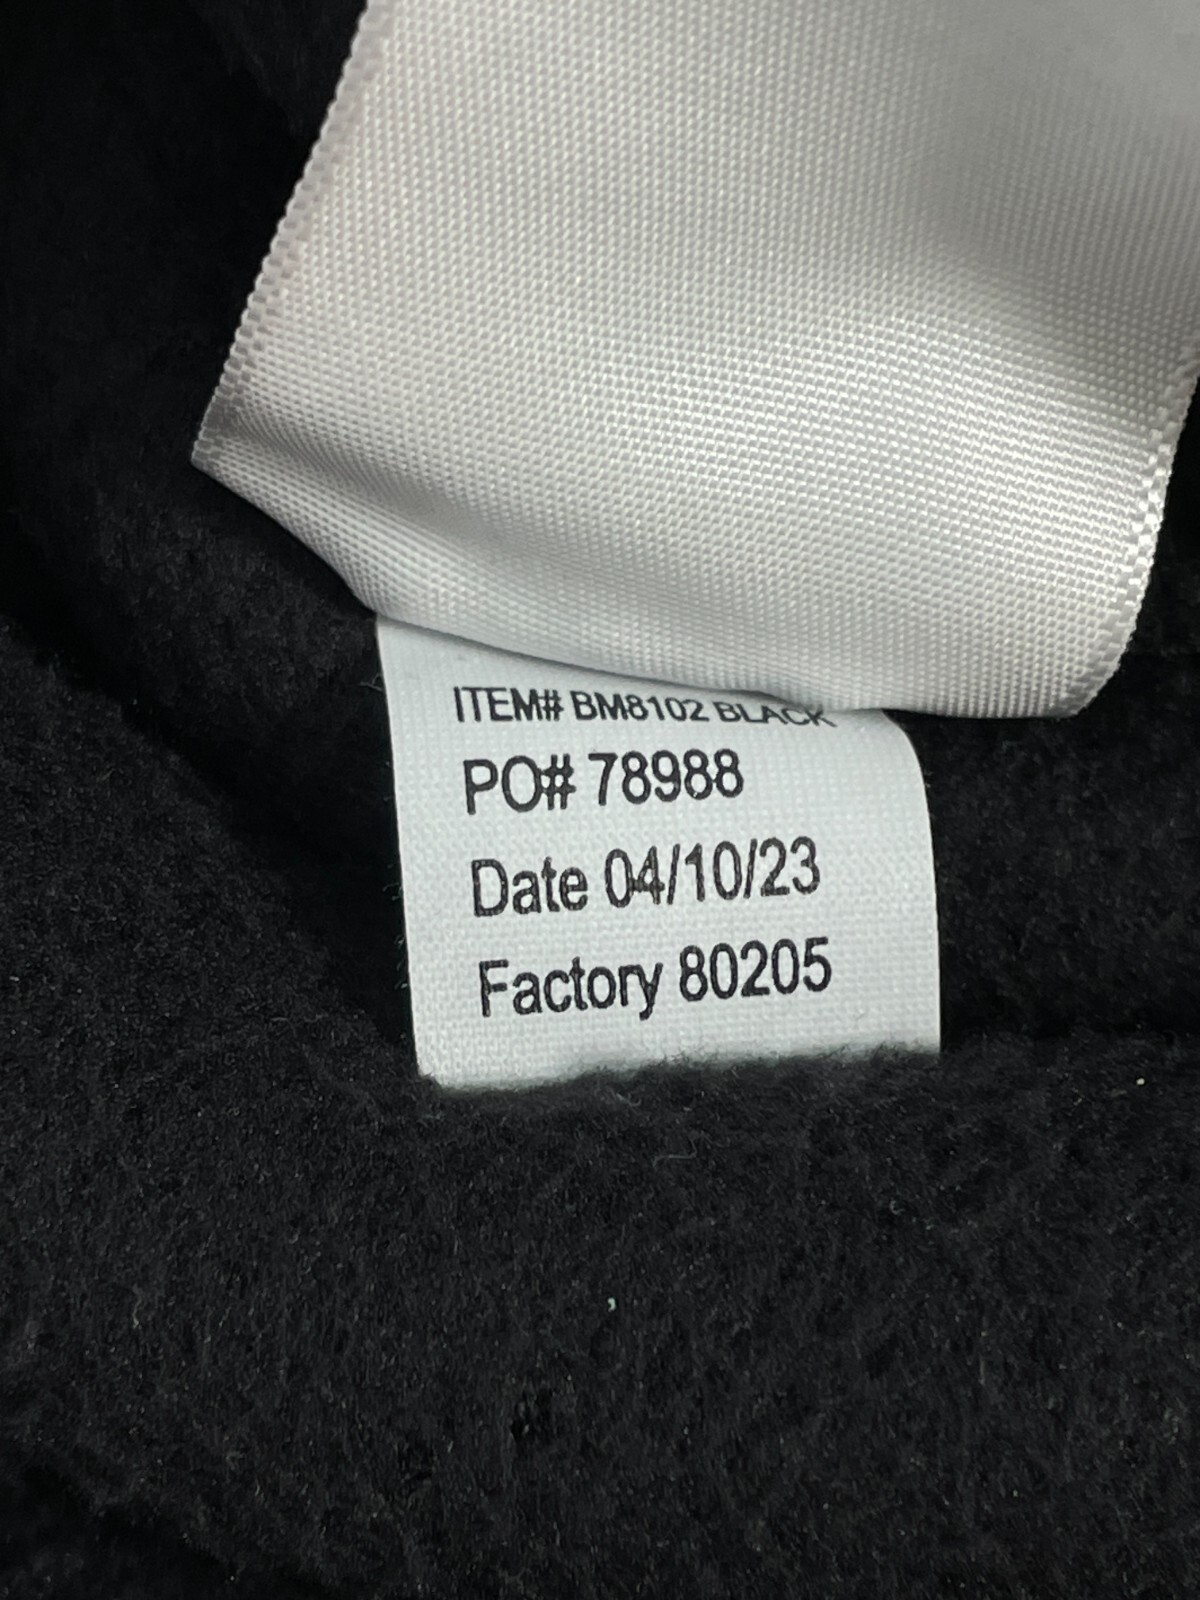 ITEM# BM8102 BLACK
PO# 78988
Date 04/10/23
Factory 80205